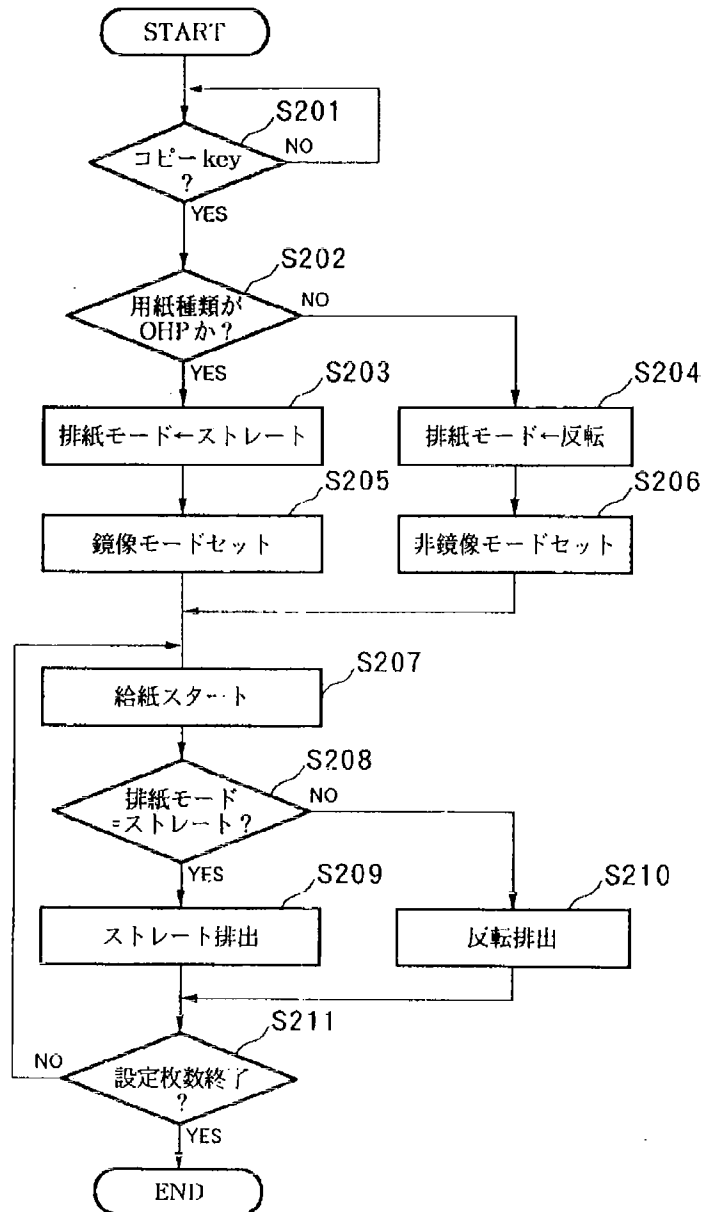 START
S201
コピー key
?
NO
YES
S202
用紙種類が
OHPか?
NO
YES
S203
排紙モード←ストレート
S204
排紙モード←反転
S205
鏡像モードセット
S206
非鏡像モードセット
S207
給紙スタート
S208
排紙モード
=ストレート?
NO
YES
S209
ストレート排出
S210
反転排出
S211
設定枚数終了
?
NO
YES
END